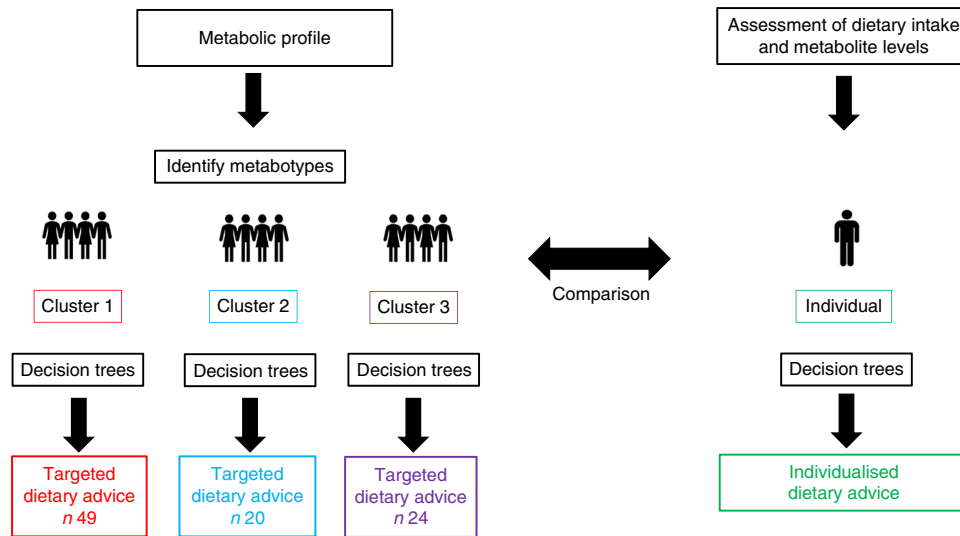 Metabolic profile
Identify metabotypes
Cluster 1
Cluster 2
Cluster 3
Decision trees
Decision trees
Decision trees
Targeted
dietary advice
n 49
Targeted
dietary advice
n 20
Targeted
dietary advice
n 24
Comparison
Assessment of dietary intake
and metabolite levels
Individual
Decision trees
Individualised
dietary advice